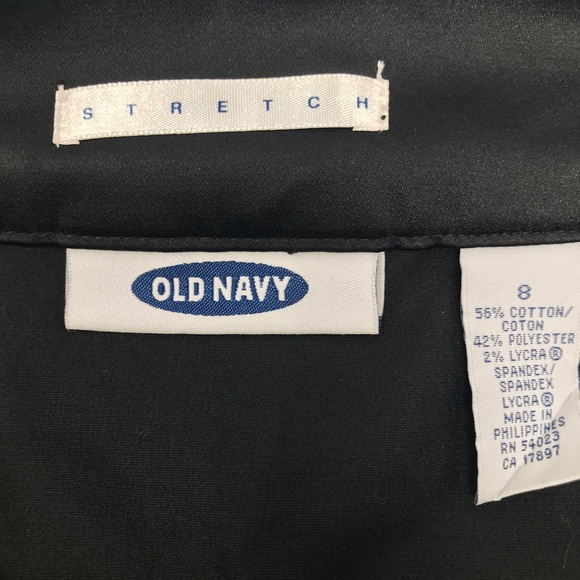 STRETCH
OLD NAVY
8
56% COTTON/
COTON
42% POLYESTER
2% LYCRA®
SPANDEX/
SPANDEX
LYCRA®
MADE IN
PHILIPPINES
RN 54023
CA 17897